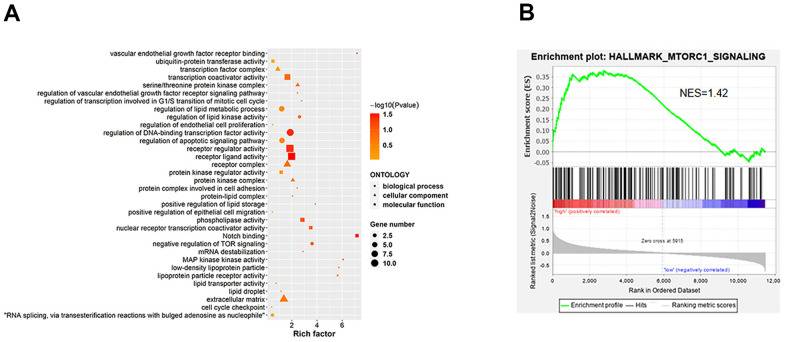 A
vascular endothelial growth factor receptor binding
ubiquitin-protein transferase activity
transcription factor complex
transcription coactivator activity
serine/threonine protein kinase complex
regulation of vascular endothelial growth factor receptor signaling pathway
regulation of transcription involved in G1/S transition of mitotic cell cycle
regulation of lipid metabolic process
regulation of lipid kinase activity
regulation of endothelial cell proliferation
regulation of DNA-binding transcription factor activity
regulation of apoptotic signaling pathway
receptor regulator activity
receptor ligand activity
receptor complex
protein kinase regulator activity
protein kinase complex
protein complex involved in cell adhesion
protein-lipid complex
positive regulation of lipid storage
positive regulation of epithelial cell migration
phospholipase activity
nuclear receptor transcription coactivator activity
Notch binding
negative regulation of TOR signaling
mRNA destabilization
MAP kinase kinase activity
low-density lipoprotein particle
lipoprotein particle receptor activity
lipid transporter activity
lipid droplet
extracellular matrix
cell cycle checkpoint
"RNA splicing, via transesterification reactions with bulged adenosine as nucleophile"
2
4
6
Rich factor
-log10(Pvalue)
1.5
1.0
0.5
ONTOLOGY
biological process
cellular component
molecular function
Gene number
2.5
5.0
7.5
10.0
B
Enrichment plot: HALLMARK_MTORC1_SIGNALING
NES=1.42
Enrichment score (ES)
0.35
0.30
0.25
0.20
0.15
0.10
0.05
0.00
-0.05
'high' (positively correlated)
Ranked list metric (Signal2Noise)
1.5
1.0
0.5
0.0
-0.5
Zero cross at 5915
'low' (negatively correlated)
0
2,000
4,000
6,000
8,000
10,000
12,00
Rank in Ordered Dataset
Enrichment profile
Hits
Ranking metric scores